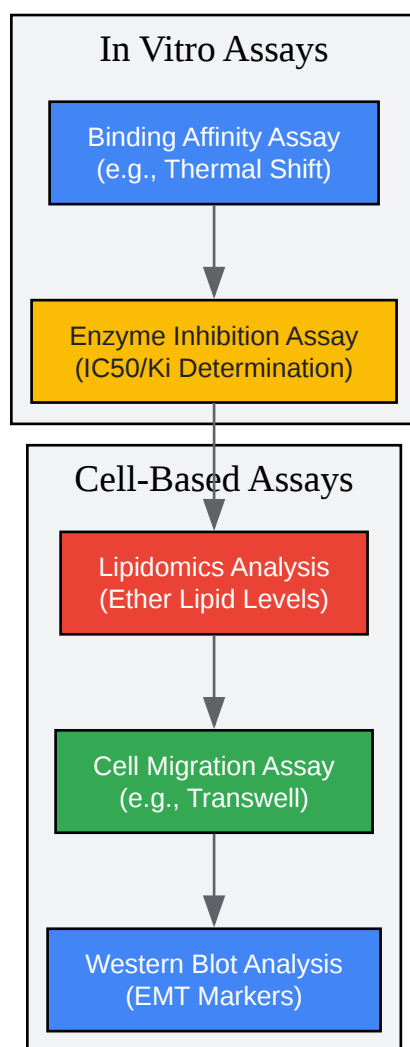 In Vitro Assays
Binding Affinity Assay
(e.g., Thermal Shift)
Enzyme Inhibition Assay
(IC50/Ki Determination)
Cell-Based Assays
Lipidomics Analysis
(Ether Lipid Levels)
Cell Migration Assay
(e.g., Transwell)
Western Blot Analysis
(EMT Markers)